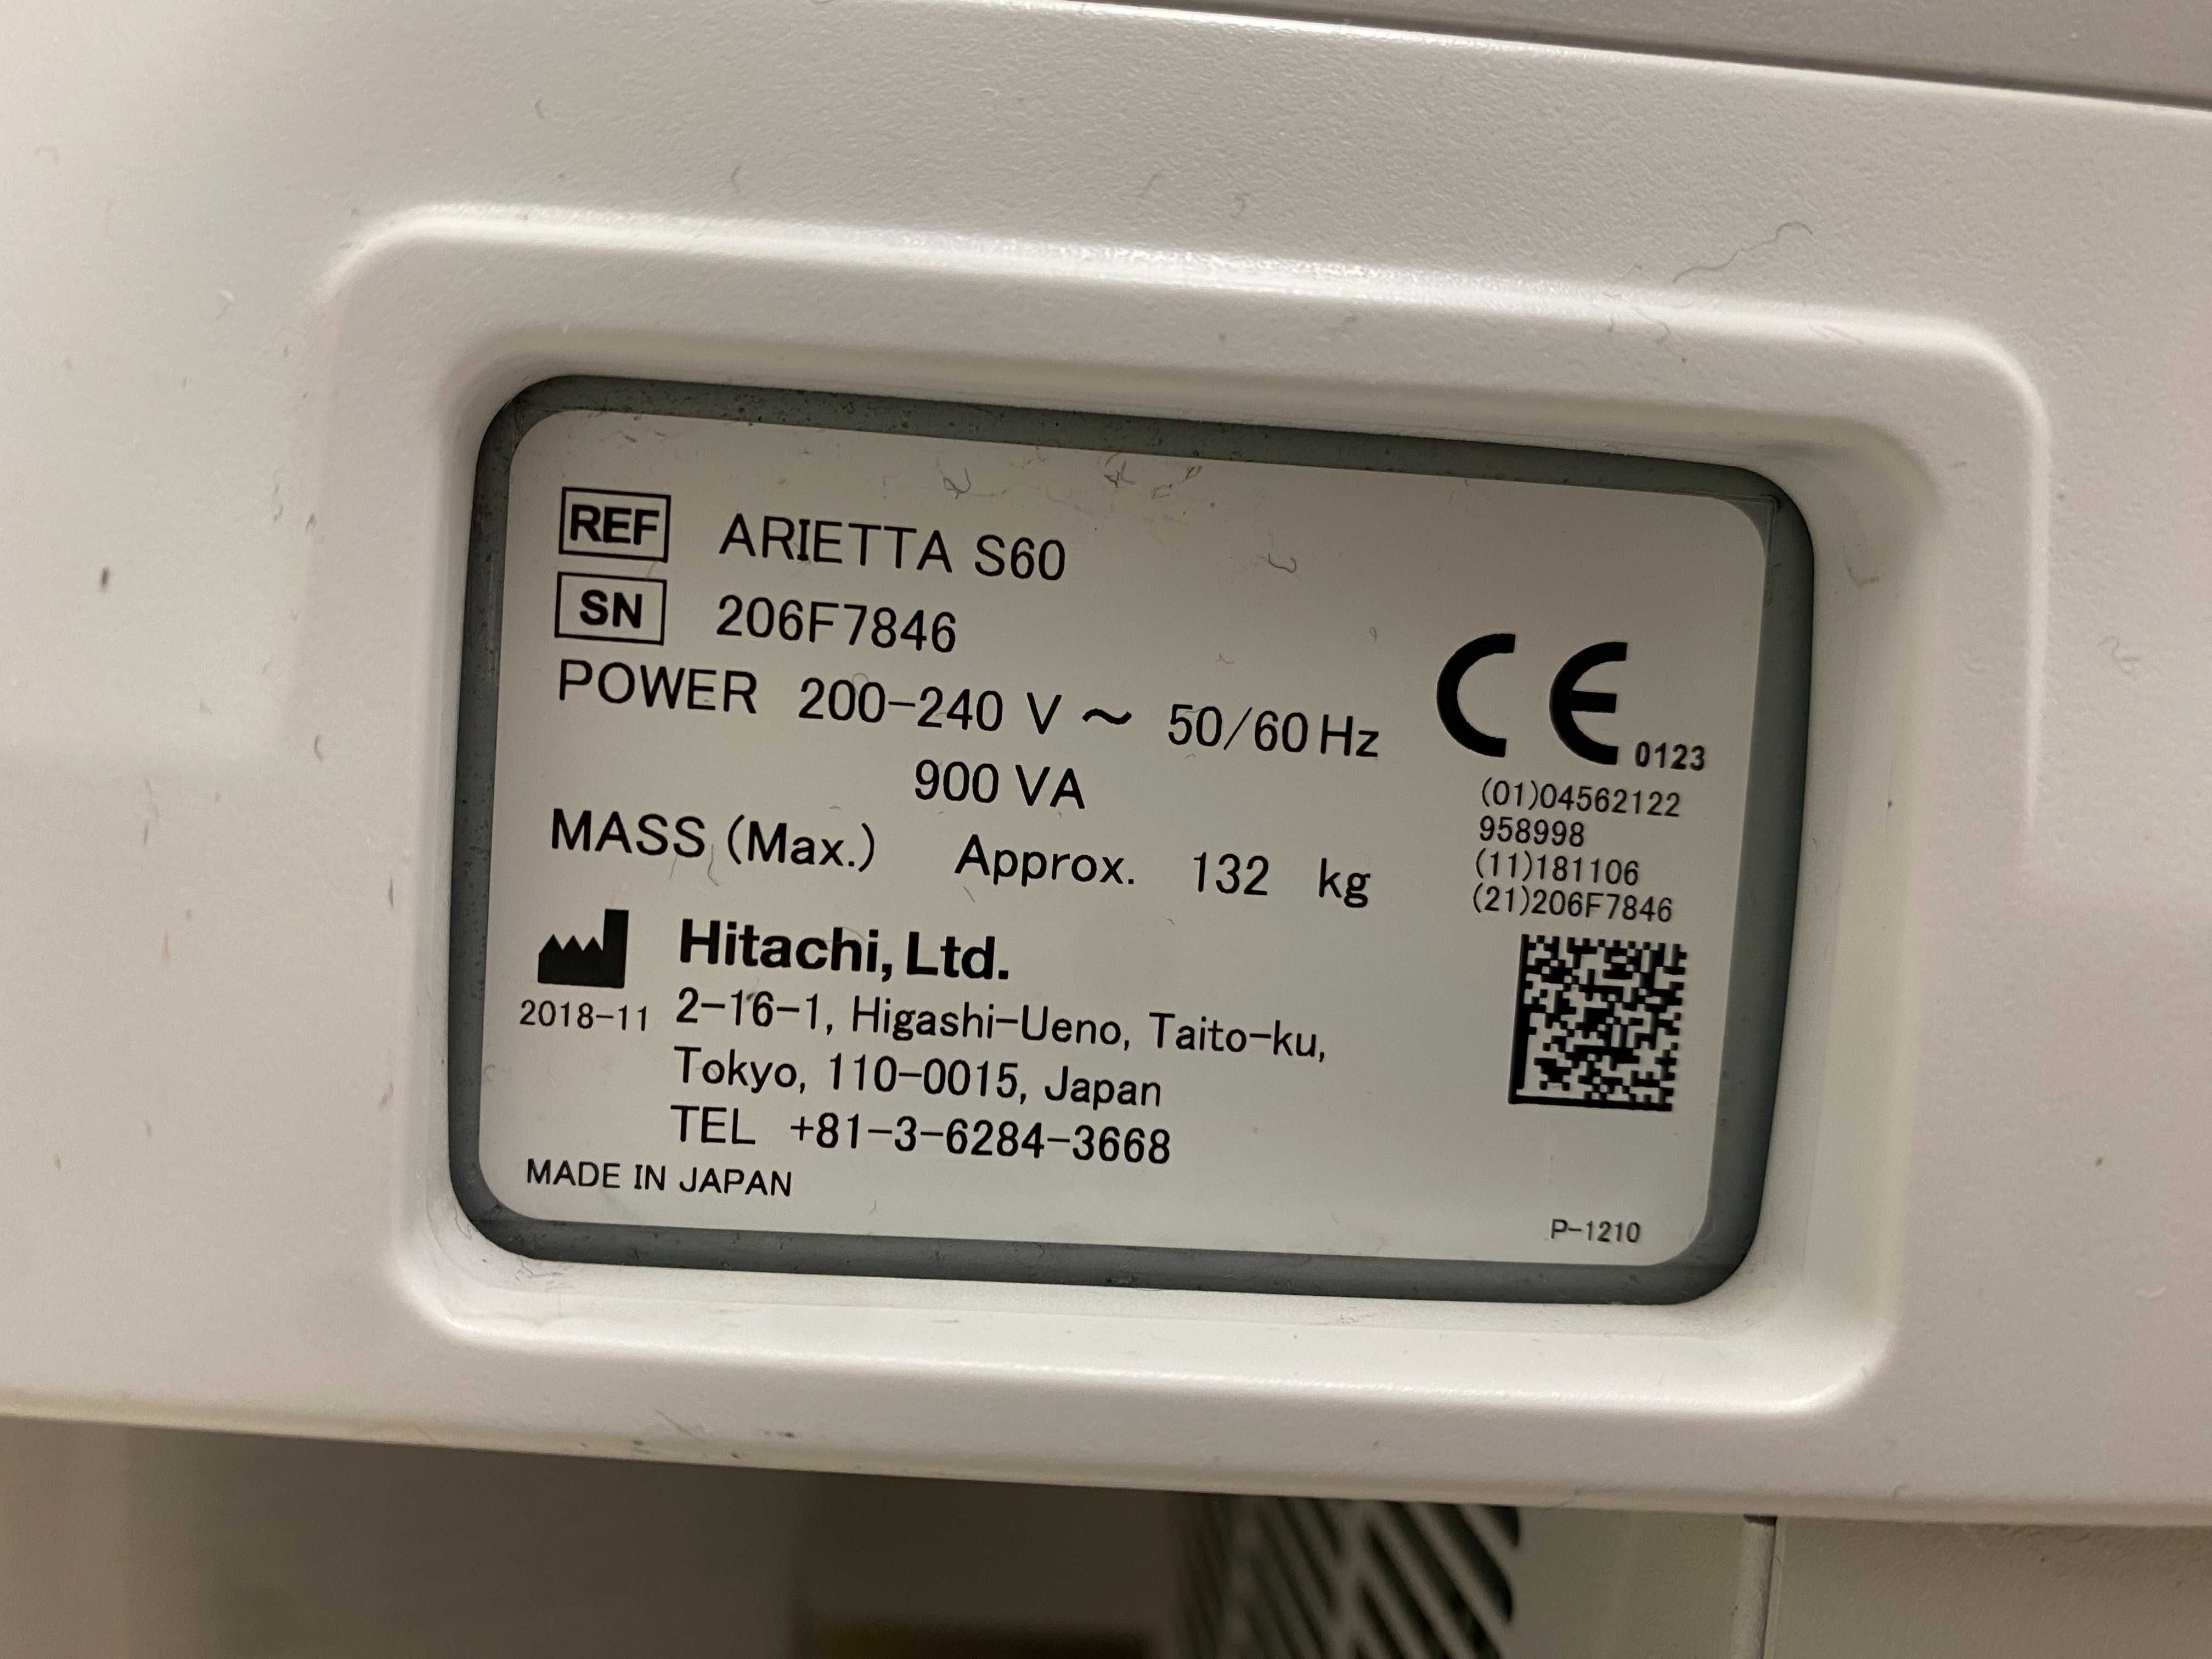 REF ARIETTA S60
SN 206F7846
POWER 200-240 V ~ 50/60 Hz
900 VA
MASS (Max.) Approx. 132 kg
CE 0123
(01)04562122
958998
(11)181106
(21)206F7846
Hitachi, Ltd.
2018-11 2-16-1, Higashi-Ueno, Taito-ku,
Tokyo, 110-0015, Japan
TEL +81-3-6284-3668
MADE IN JAPAN
P-1210